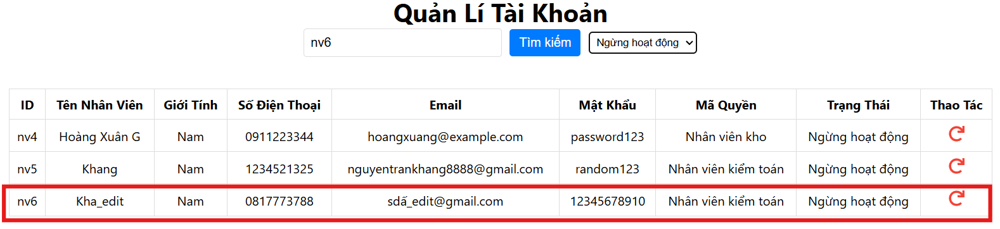 Quản Lí Tài Khoản
nv6 Tìm kiếm Ngừng hoạt động
ID Tên Nhân Viên Giới Tính Số Điện Thoại Email Mật Khẩu Mã Quyền Trạng Thái Thao Tác
nv4 Hoàng Xuân G Nam 0911223344 hoangxuang@example.com password123 Nhân viên kho Ngừng hoạt động
nv5 Khang Nam 1234521325 nguyentrankhang8888@gmail.com random123 Nhân viên kiểm toán Ngừng hoạt động
nv6 Kha_edit Nam 0817773788 sdấ_edit@gmail.com 12345678910 Nhân viên kiểm toán Ngừng hoạt động